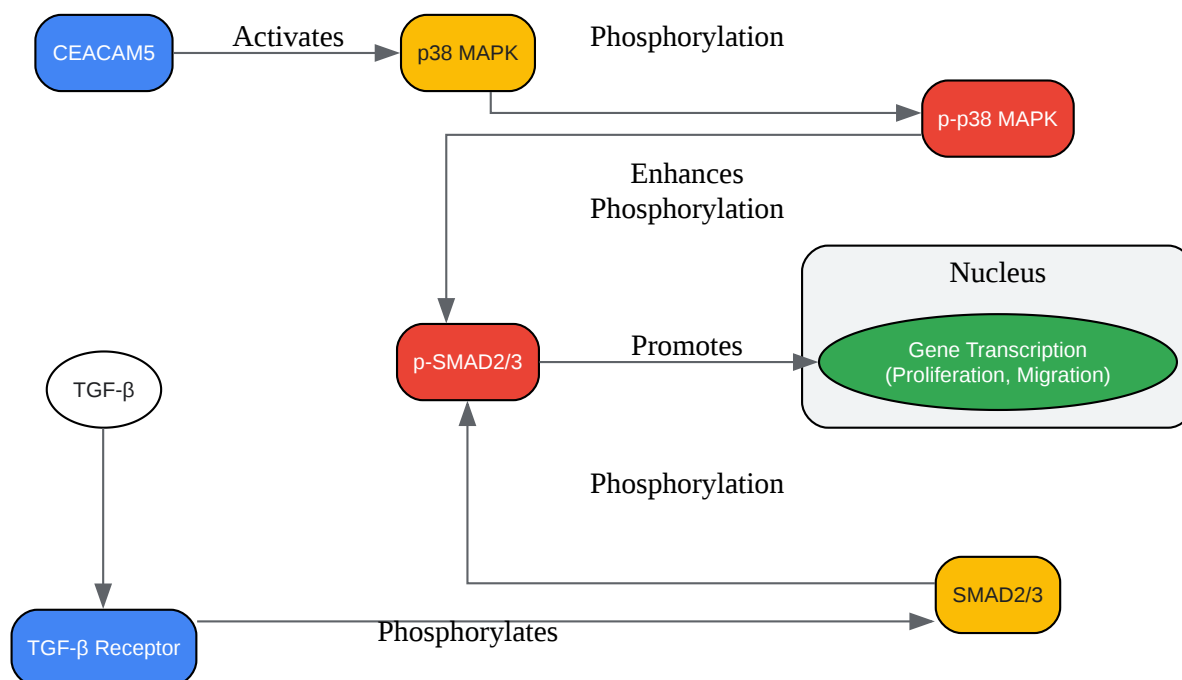 CEACAM5
Activates
p38 MAPK
Phosphorylation
p-p38 MAPK
Enhances
Phosphorylation
Nucleus
p-SMAD2/3
Promotes
Gene Transcription
(Proliferation, Migration)
TGF-β
Phosphorylation
SMAD2/3
TGF-β Receptor
Phosphorylates